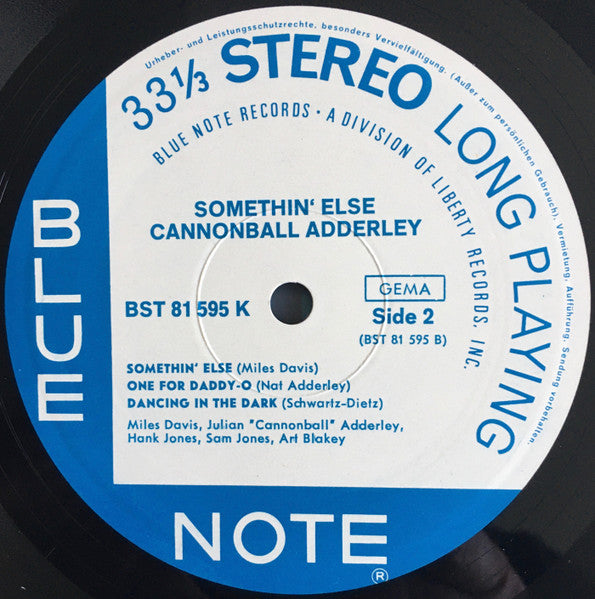 Urheber- und Leistungsschutzrechte, besonders Vervielfältigung, (Außer zum persönlichen Gebrauch), Vermietung, Aufführung, Sendung vorbehalten.
33⅓ STEREO LONG PLAYING
BLUE NOTE RECORDS · A DIVISION OF LIBERTY RECORDS, INC.
SOMETHIN' ELSE
CANNONBALL ADDERLEY
BST 81 595 K
GEMA
Side 2
(BST 81 595 B)
SOMETHIN' ELSE (Miles Davis)
ONE FOR DADDY-O (Nat Adderley)
DANCING IN THE DARK (Schwartz-Dietz)
Miles Davis, Julian "Cannonball" Adderley,
Hank Jones, Sam Jones, Art Blakey
BLUE
NOTE
®